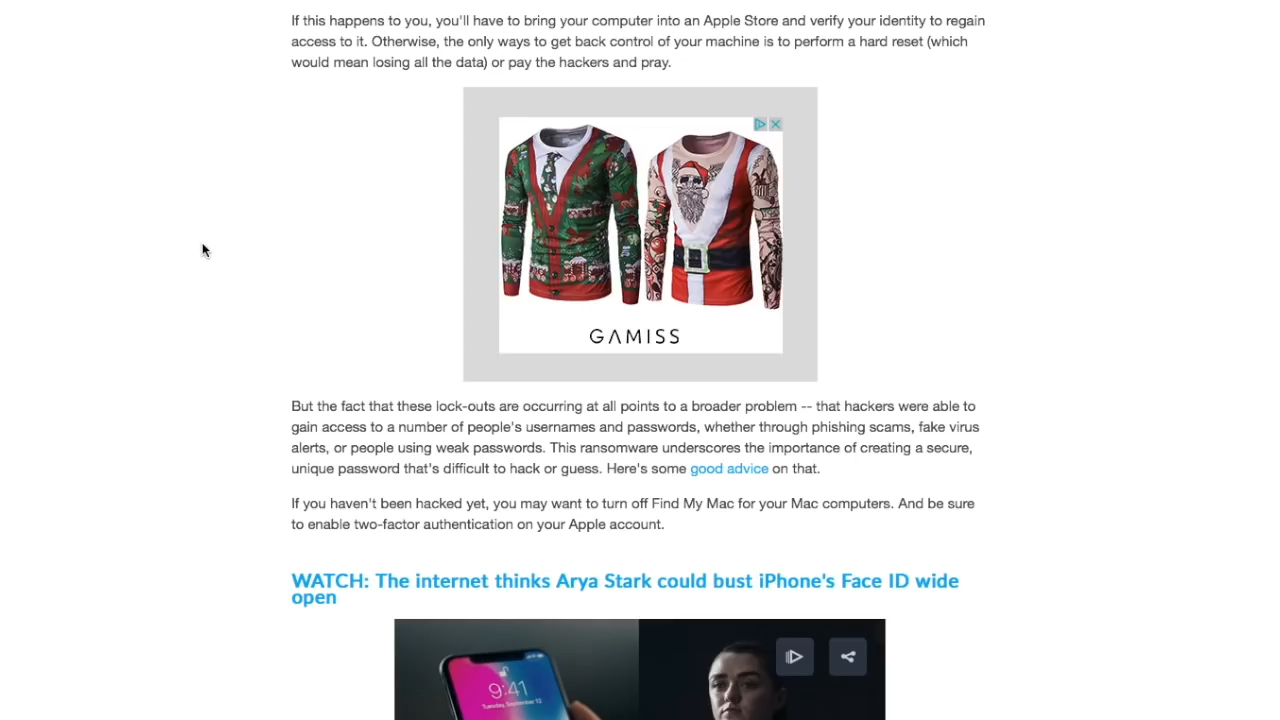 If this happens to you, you'll have to bring your computer into an Apple Store and verify your identity to regain
access to it. Otherwise, the only ways to get back control of your machine is to perform a hard reset (which
would mean losing all the data) or pay the hackers and pray.
GAMISS
But the fact that these lock-outs are occurring at all points to a broader problem -- that hackers were able to
gain access to a number of people's usernames and passwords, whether through phishing scams, fake virus
alerts, or people using weak passwords. This ransomware underscores the importance of creating a secure,
unique password that's difficult to hack or guess. Here's some good advice on that.
If you haven't been hacked yet, you may want to turn off Find My Mac for your Mac computers. And be sure
to enable two-factor authentication on your Apple account.
WATCH: The internet thinks Arya Stark could bust iPhone's Face ID wide
open
9:41
Tuesday, September 12